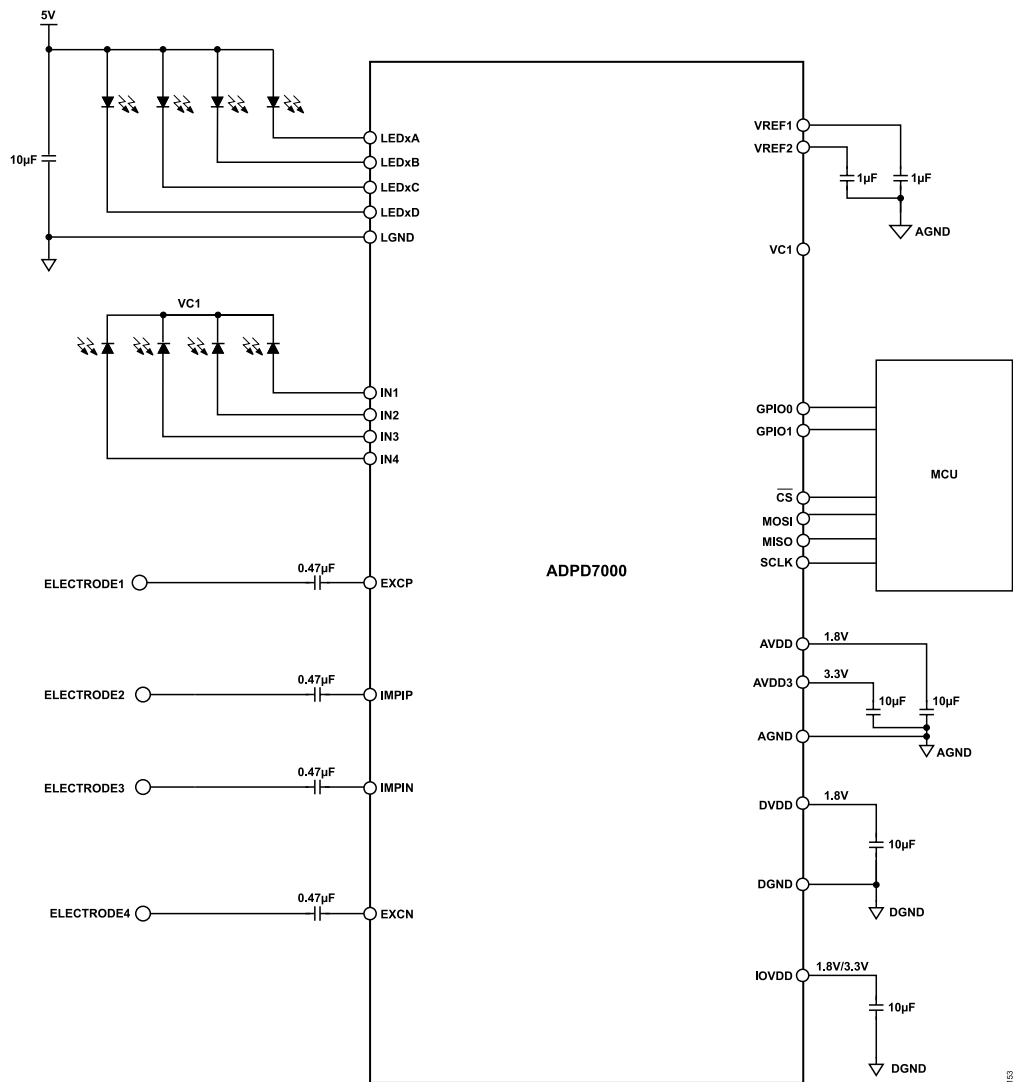 5V
10µF
LEDxA
LEDxB
LEDxC
LEDxD
LGND
VC1
IN1
IN2
IN3
IN4
ELECTRODE1
0.47µF
EXCP
ELECTRODE2
0.47µF
IMPIP
ELECTRODE3
0.47µF
IMPIN
ELECTRODE4
0.47µF
EXCN
ADPD7000
VREF1
VREF2
1µF
1µF
AGND
VC1
GPIO0
GPIO1
CS
MOSI
MISO
SCLK
MCU
AVDD
1.8V
AVDD3
3.3V
10µF
10µF
AGND
AGND
DVDD
1.8V
10µF
DGND
DGND
IOVDD
1.8V/3.3V
10µF
DGND
153